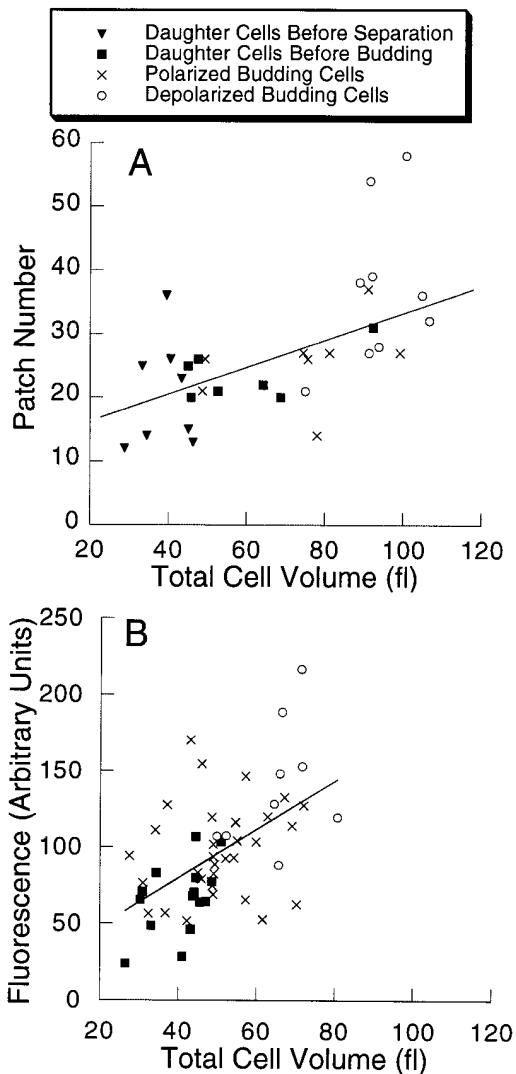 Daughter Cells Before Separation
Daughter Cells Before Budding
Polarized Budding Cells
Depolarized Budding Cells
A
60
50
40
30
20
10
0
Patch Number
20 40 60 80 100 120
Total Cell Volume (fl)
B
250
200
150
100
50
0
Fluorescence (Arbitrary Units)
20 40 60 80 100 120
Total Cell Volume (fl)